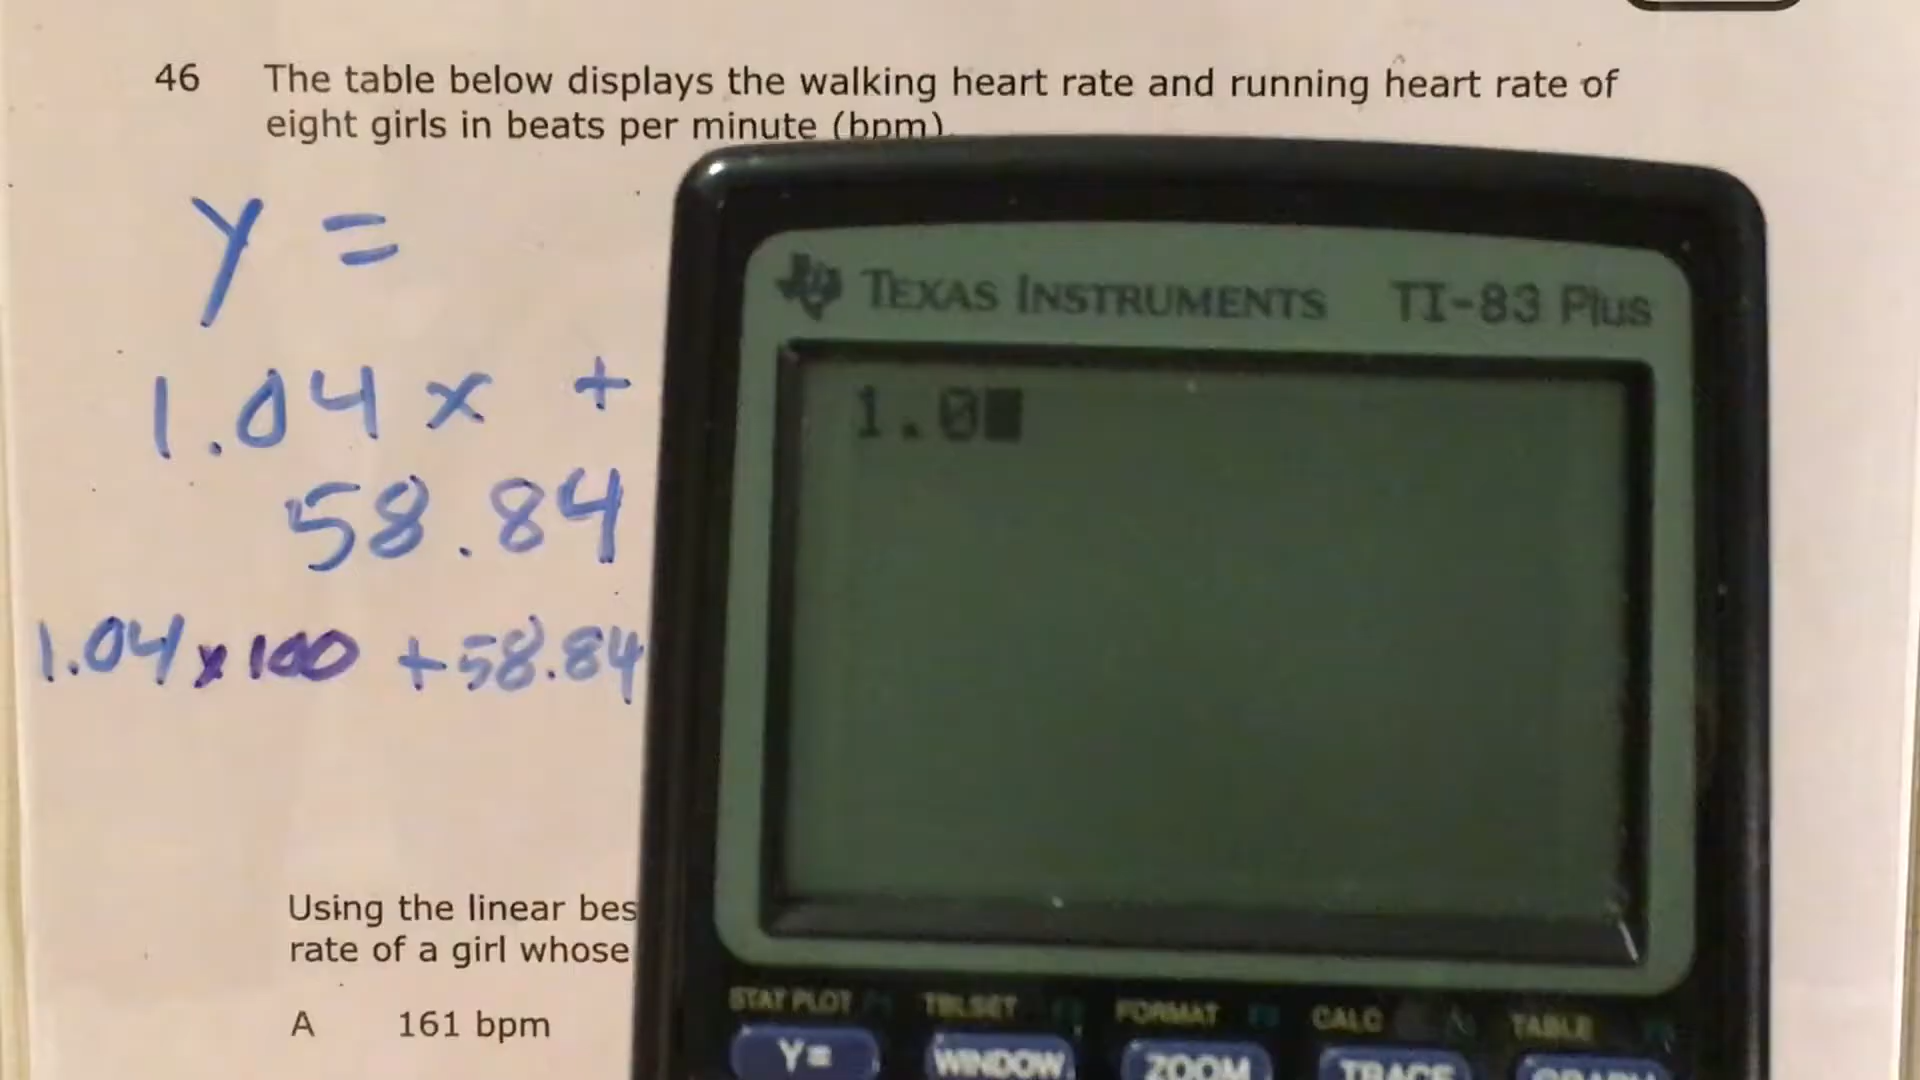 46 The table below displays the walking heart rate and running heart rate of
eight girls in beats per minute (bpm)
y =
1.04x +
58.84
1.04 x 100 + 58.84
TEXAS INSTRUMENTS TI-83 Plus
1.0
Using the linear bes
rate of a girl whose
A 161 bpm
STAT PLOT TBLSET FORMAT CALC TABLE
Y= WINDOW ZOOM TRACE GRAPH